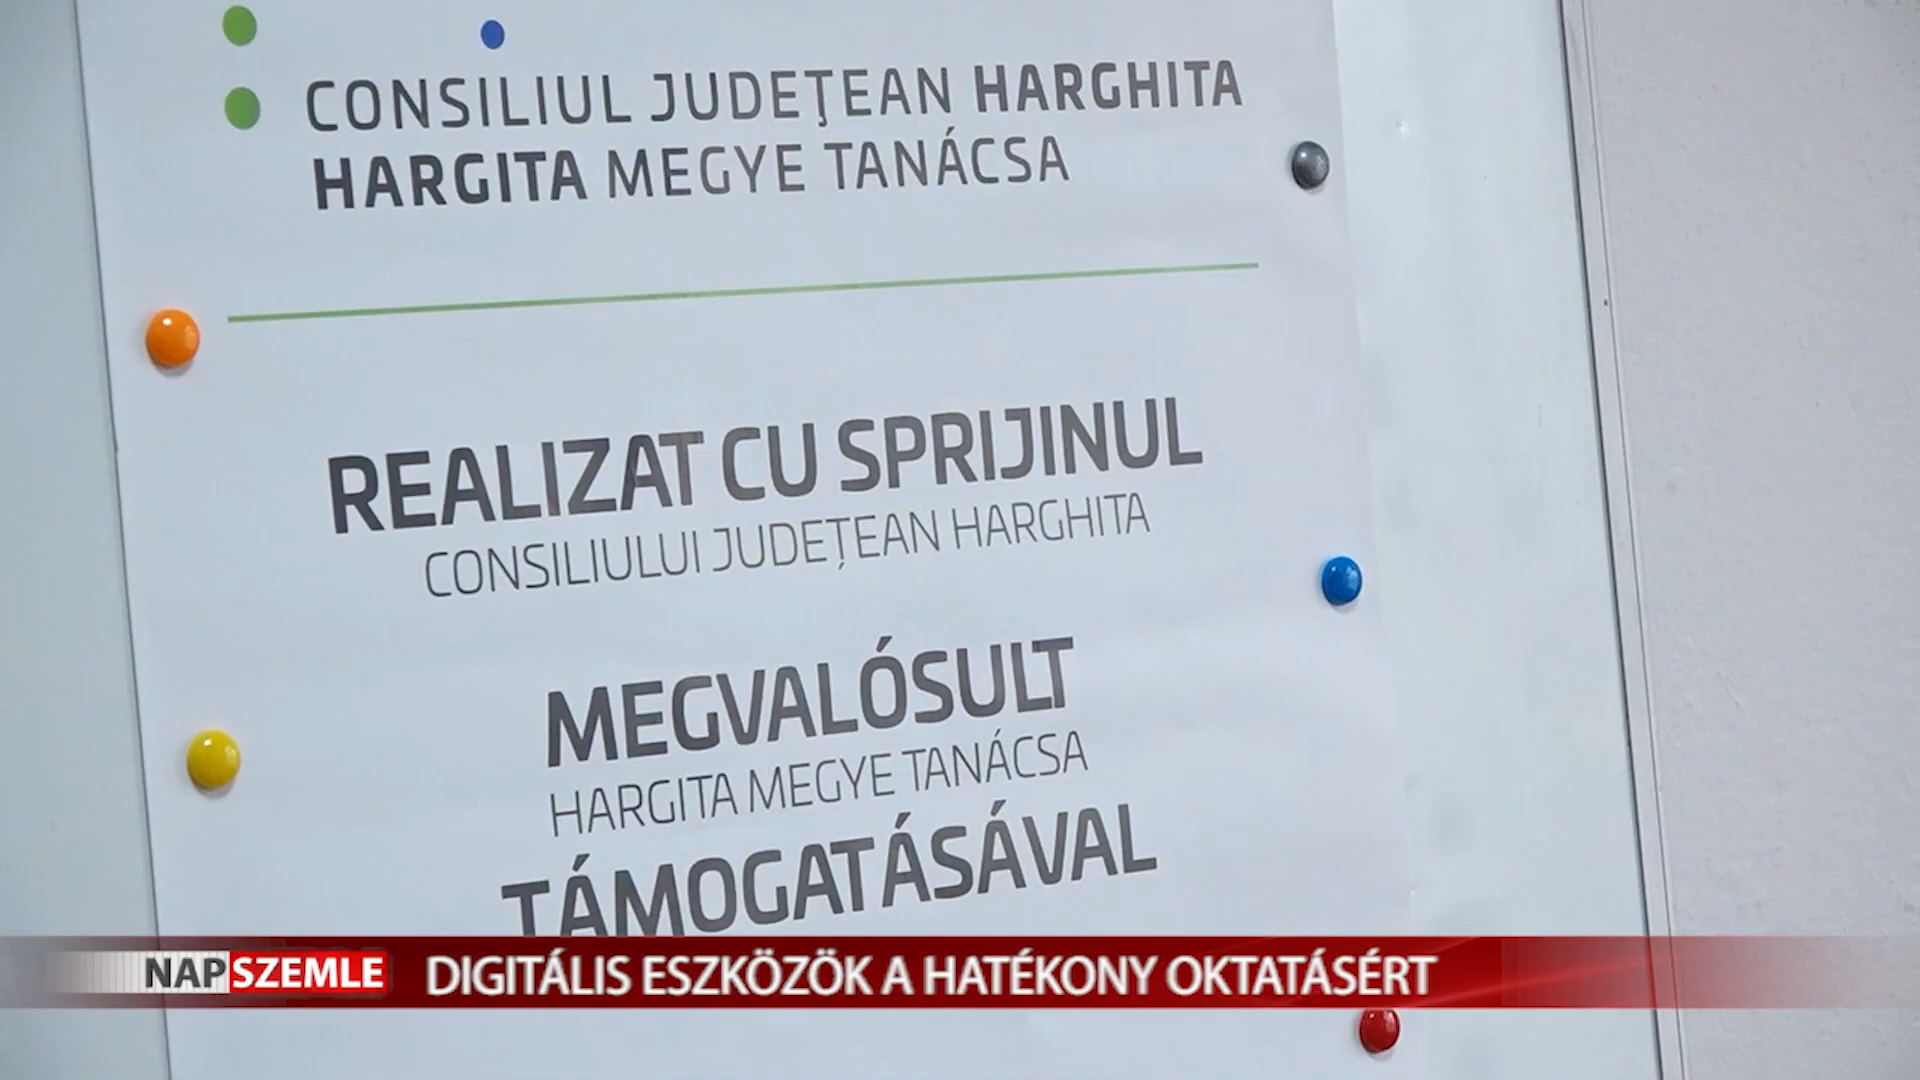 CONSILIUL JUDEŢEAN HARGHITA
HARGITA MEGYE TANÁCSA
REALIZAT CU SPRIJINUL
CONSILIULUI JUDEȚEAN HARGHITA
MEGVALÓSULT
HARGITA MEGYE TANÁCSA
TÁMOGATÁSÁVAL
NAPSZEMLE DIGITÁLIS ESZKÖZÖK A HATÉKONY OKTATÁSÉRT